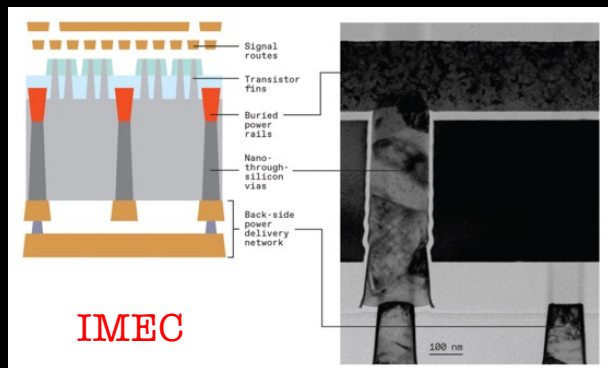 Signal
routes
Transistor
fins
Buried
power
rails
Nano-
through-
silicon
vias
Back-side
power
delivery
network
IMEC
100 nm